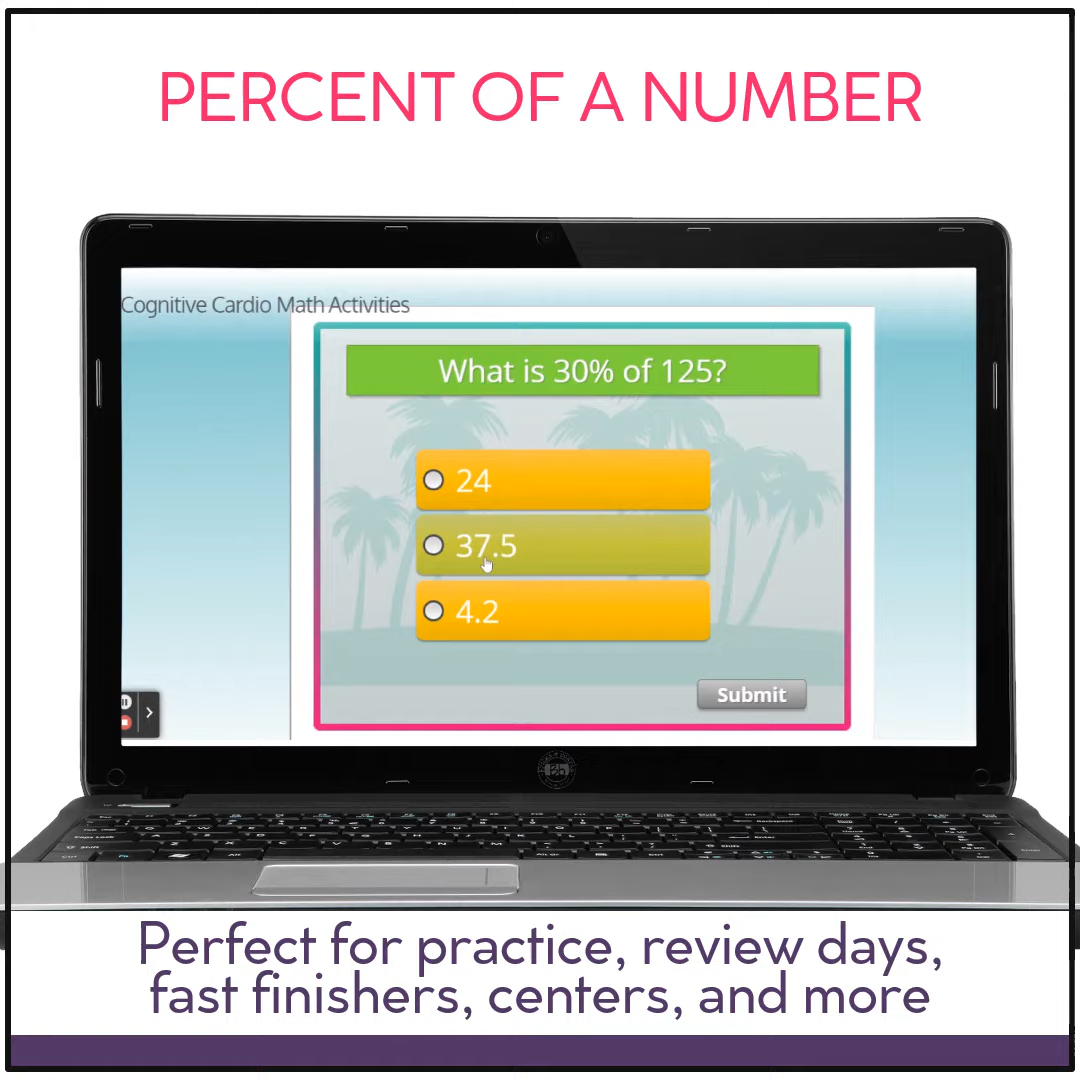 PERCENT OF A NUMBER
Cognitive Cardio Math Activities
What is 30% of 125?
24
37.5
4.2
Submit
Perfect for practice, review days,
fast finishers, centers, and more